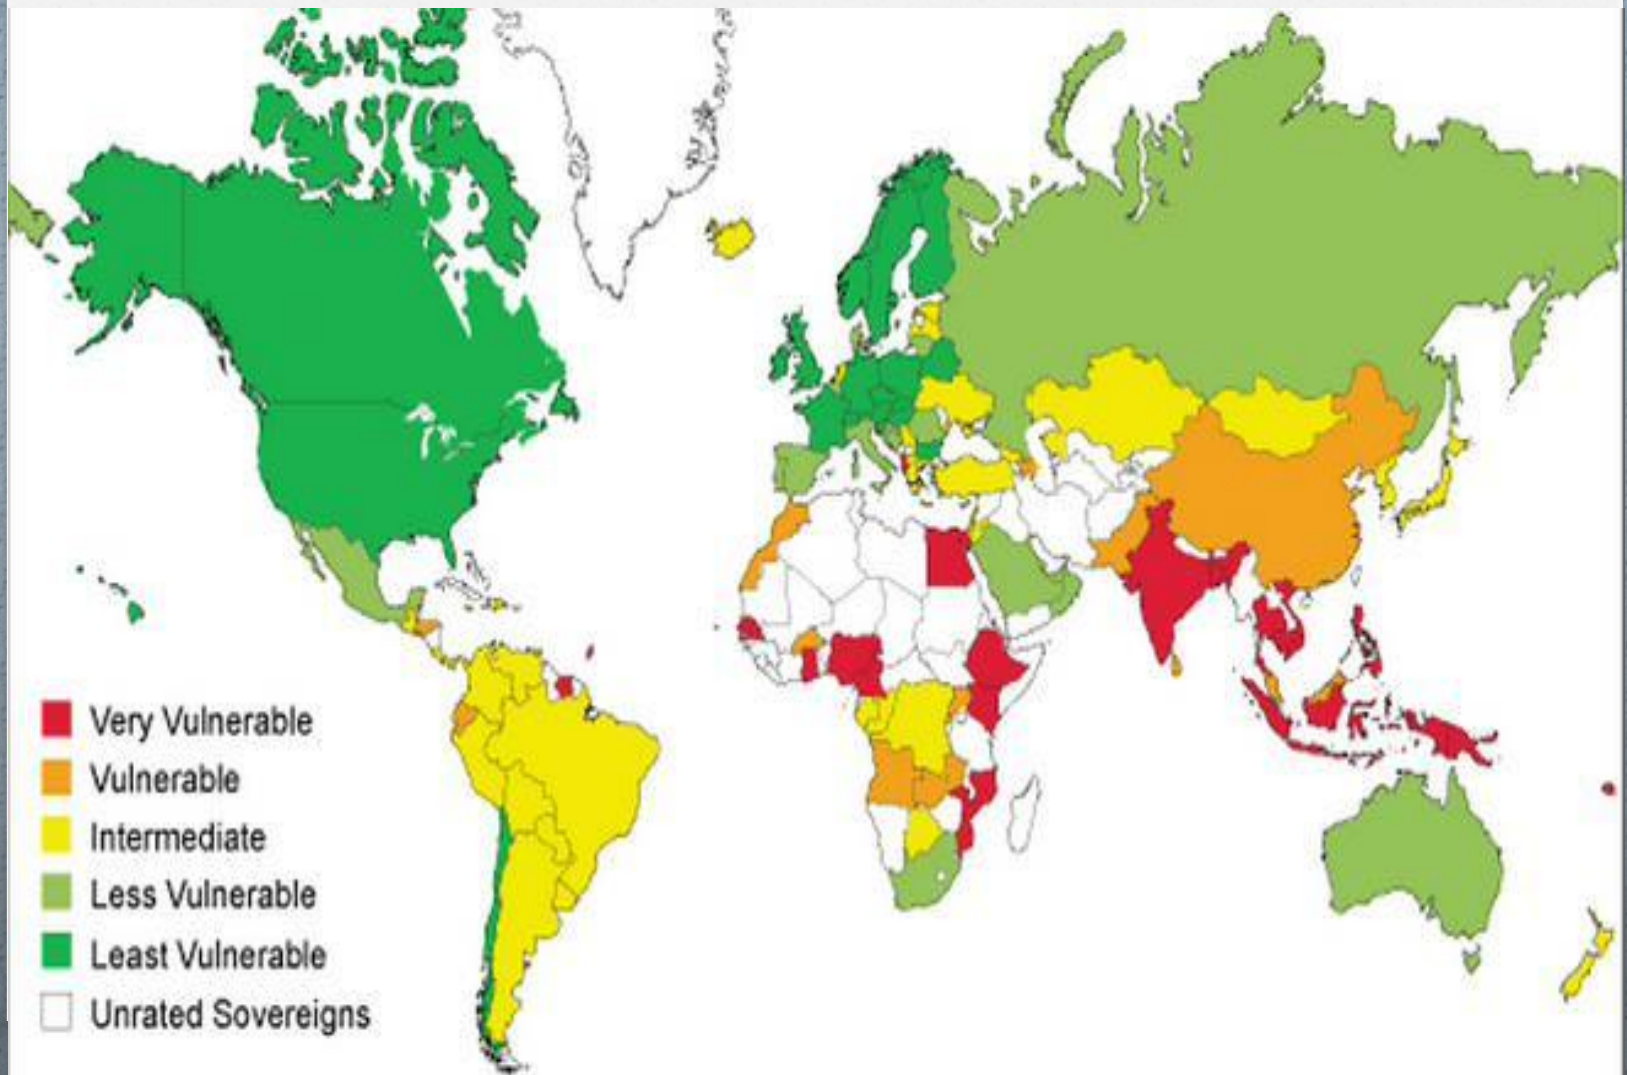 Very Vulnerable
Vulnerable
Intermediate
Less Vulnerable
Least Vulnerable
Unrated Sovereigns